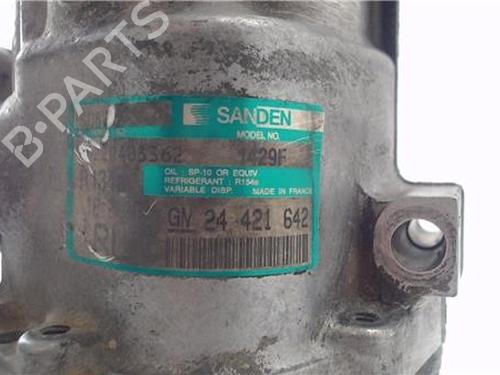 B-PARTS
SANDEN
MODEL NO.
1429F
OIL : SP-10 OR EQUIV
REFRIGERANT : R134a
VARIABLE DISP. MADE IN FRANCE
GM 24 421 642